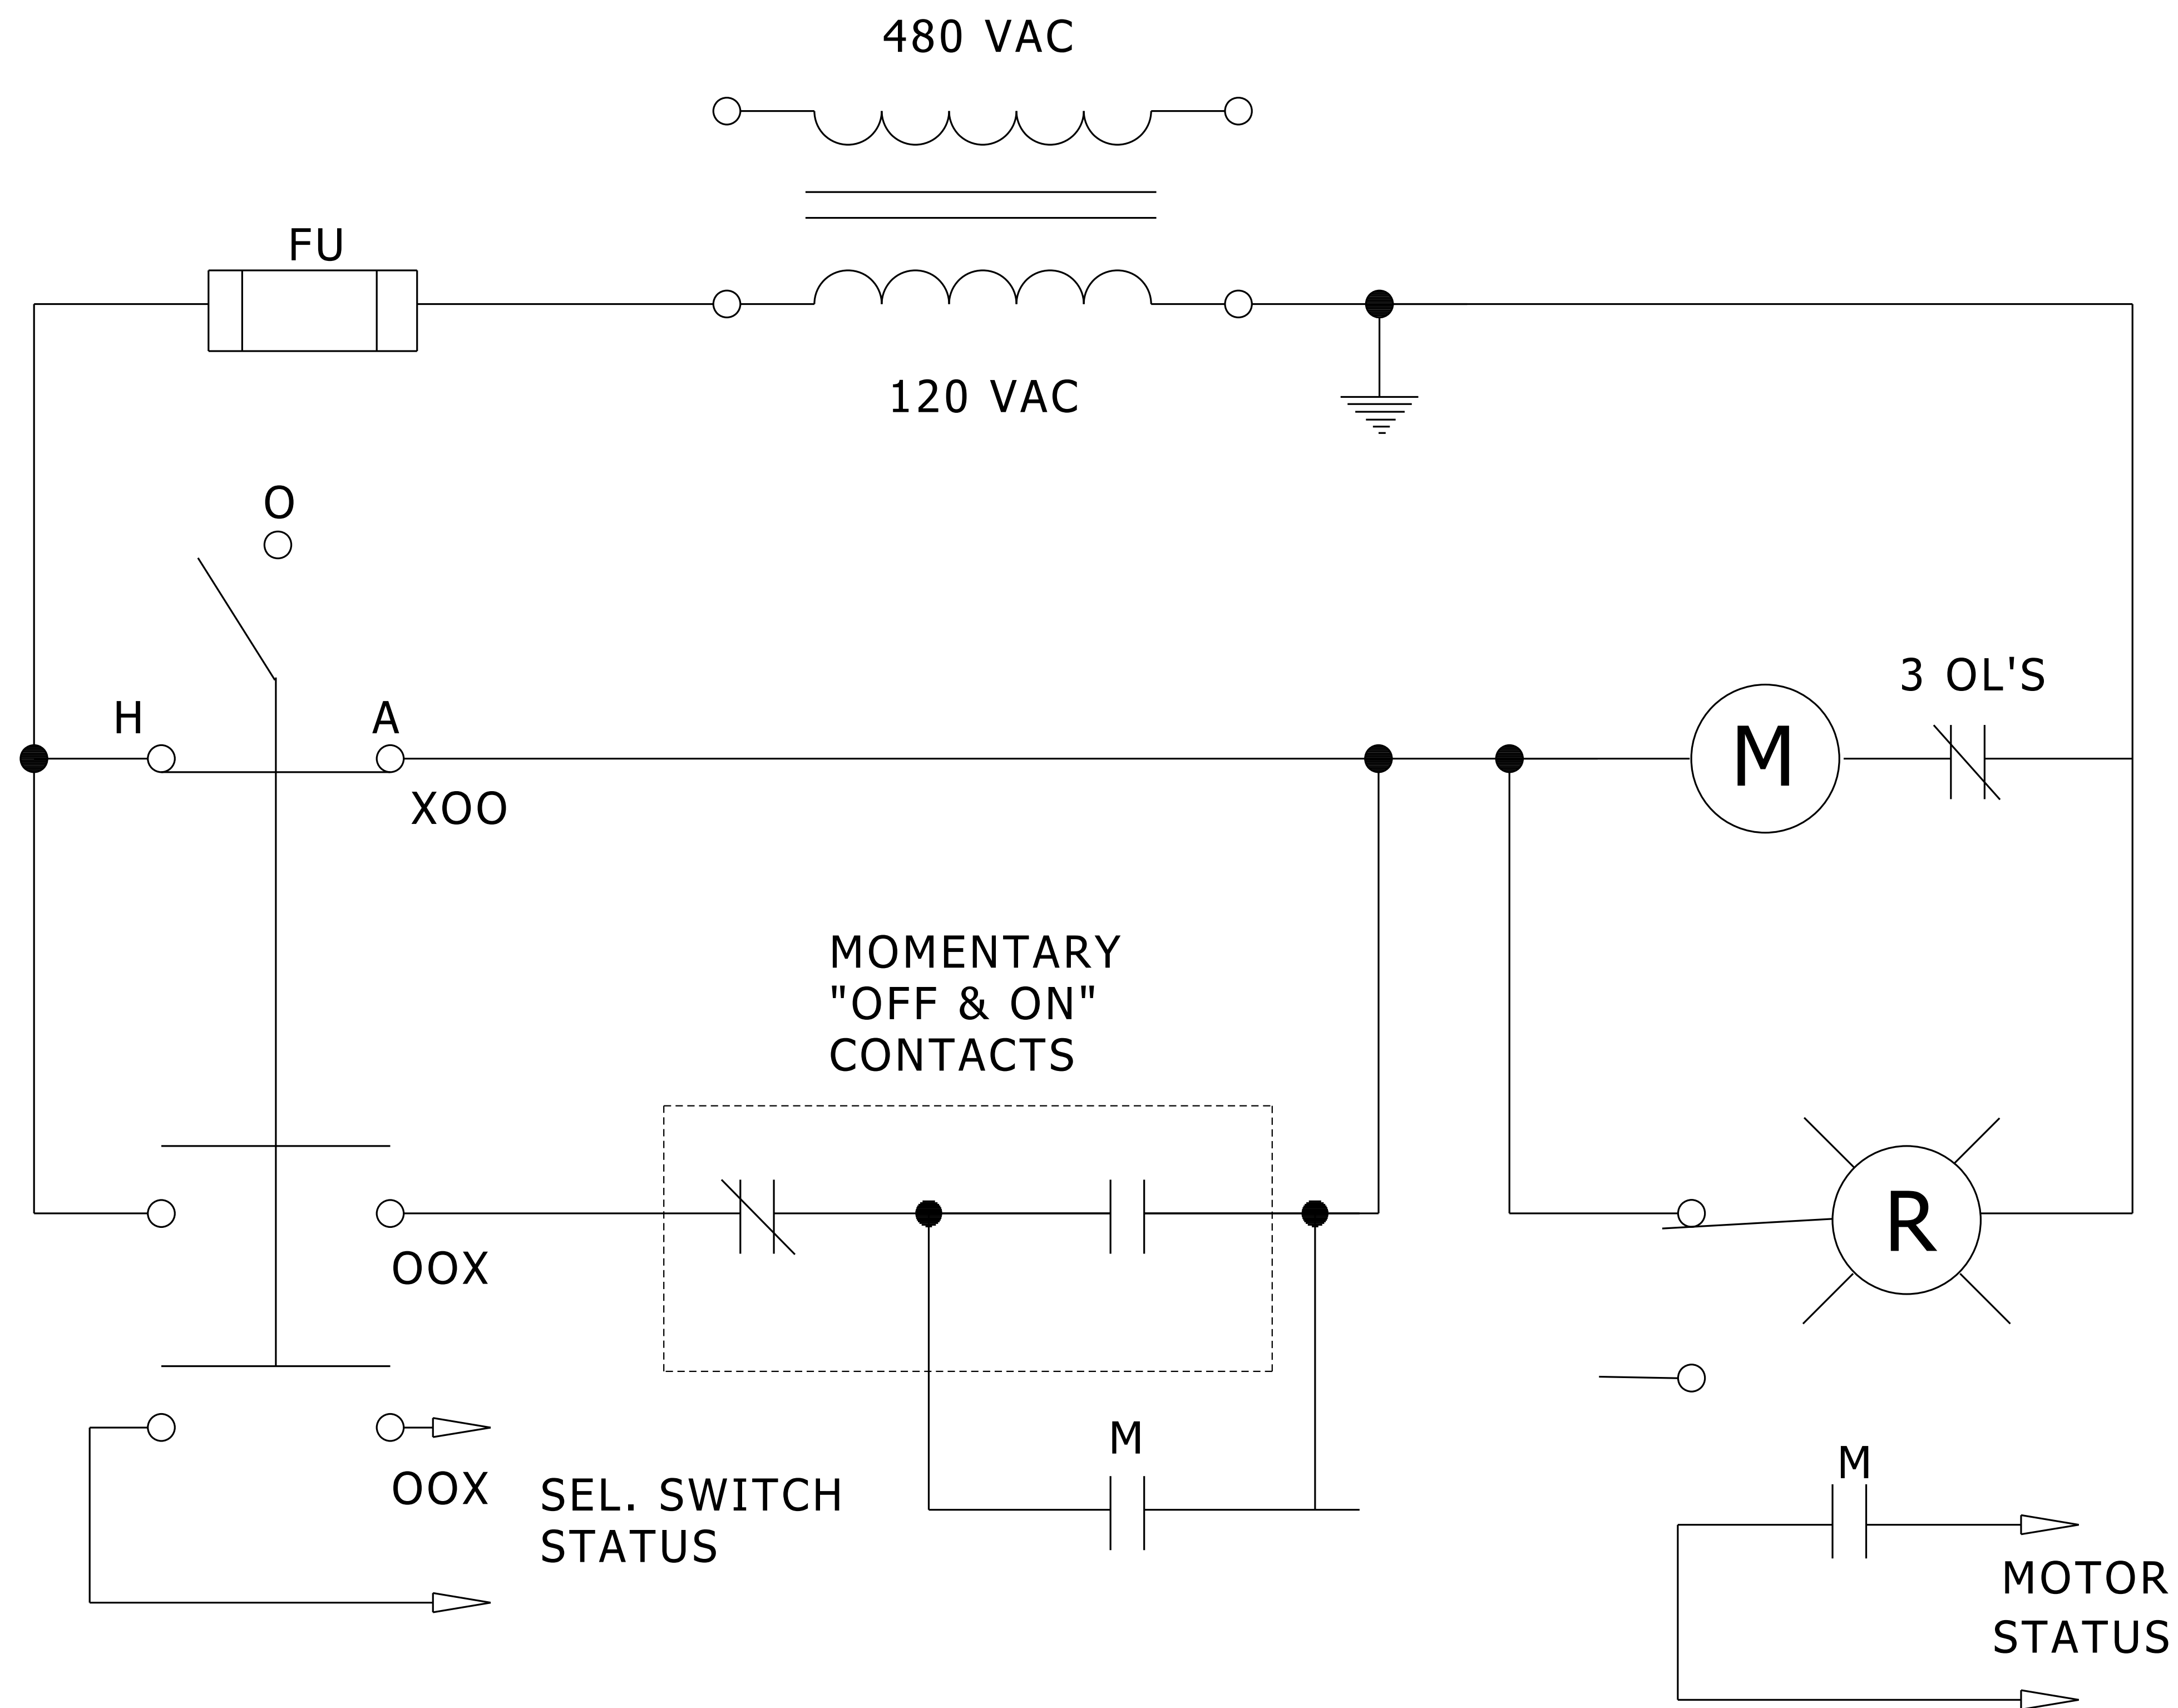 480 VAC
FU
120 VAC
O
3 OL'S
H
A
M
XOO
MOMENTARY
"OFF & ON"
CONTACTS
R
OOX
M
M
OOX
SEL. SWITCH
STATUS
MOTOR
STATUS